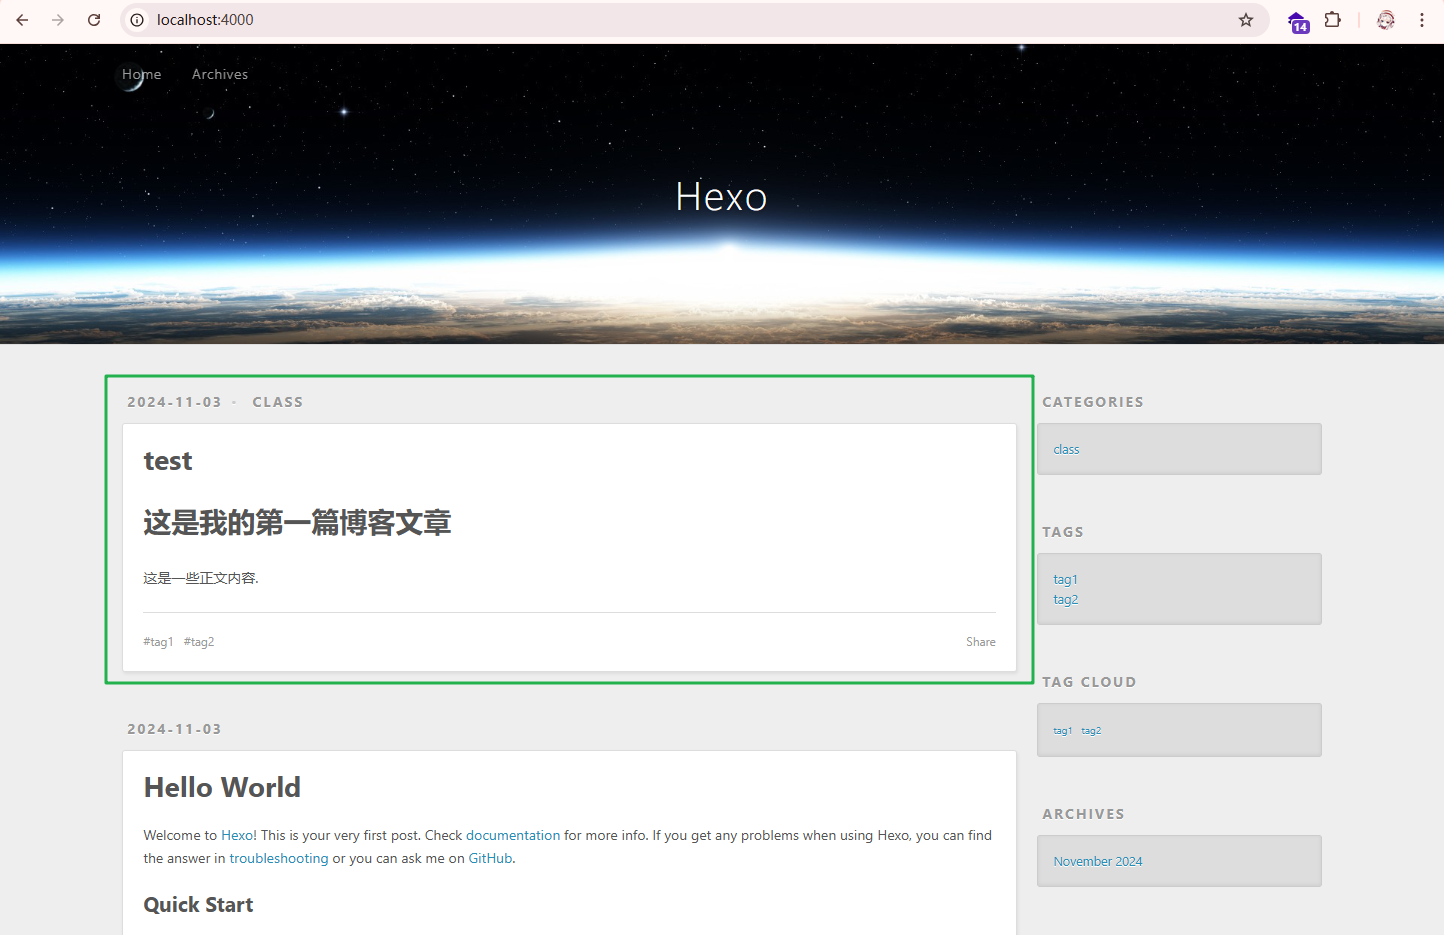 localhost:4000
14
Home Archives
Hexo
2024-11-03 - CLASS
test
这是我的第一篇博客文章
这是一些正文内容.
#tag1 #tag2 Share
2024-11-03
Hello World
Welcome to Hexo! This is your very first post. Check documentation for more info. If you get any problems when using Hexo, you can find
the answer in troubleshooting or you can ask me on GitHub.
Quick Start
CATEGORIES
class
TAGS
tag1
tag2
TAG CLOUD
tag1 tag2
ARCHIVES
November 2024